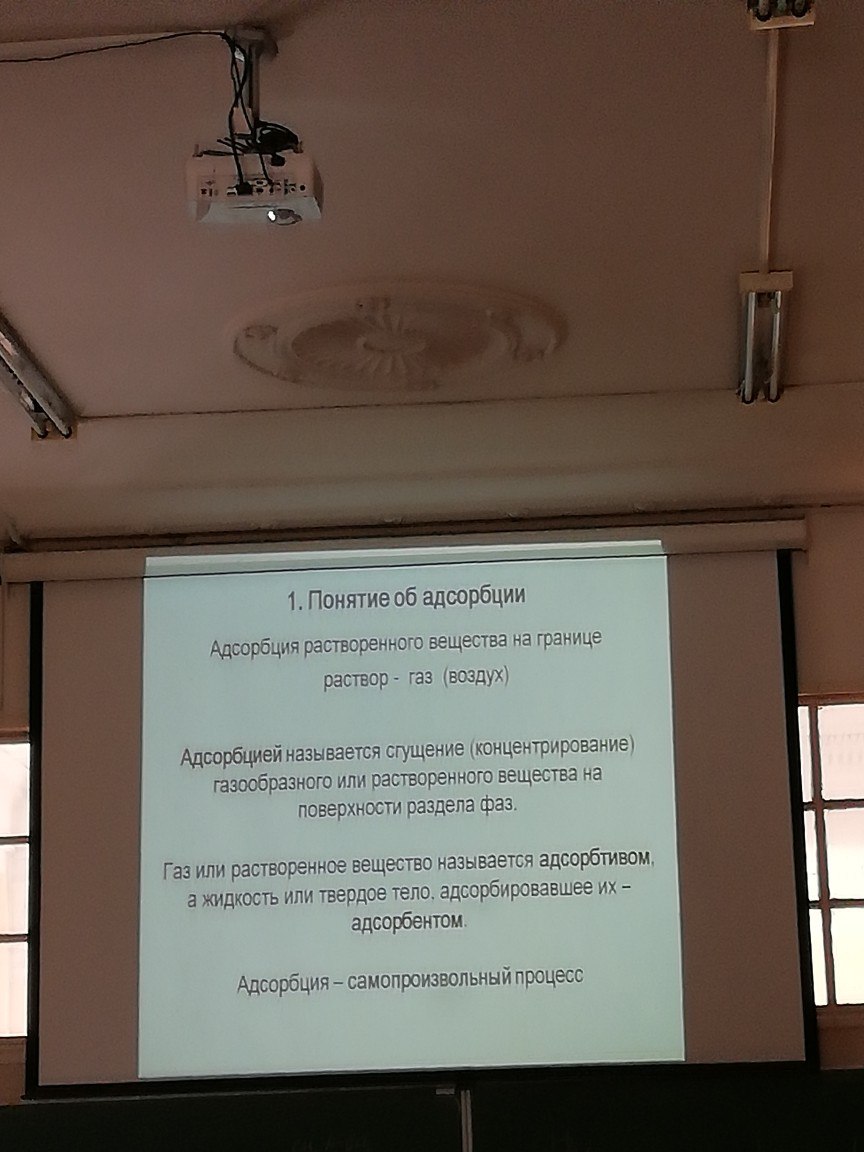 1. Понятие об адсорбции
Адсорбция растворенного вещества на границе
раствор - газ (воздух)
Адсорбцией называется сгущение (концентрирование)
газообразного или растворенного вещества на
поверхности раздела фаз.
Газ или растворенное вещество называется адсорбтивом,
а жидкость или твердое тело, адсорбировавшее их –
адсорбентом.
Адсорбция – самопроизвольный процесс